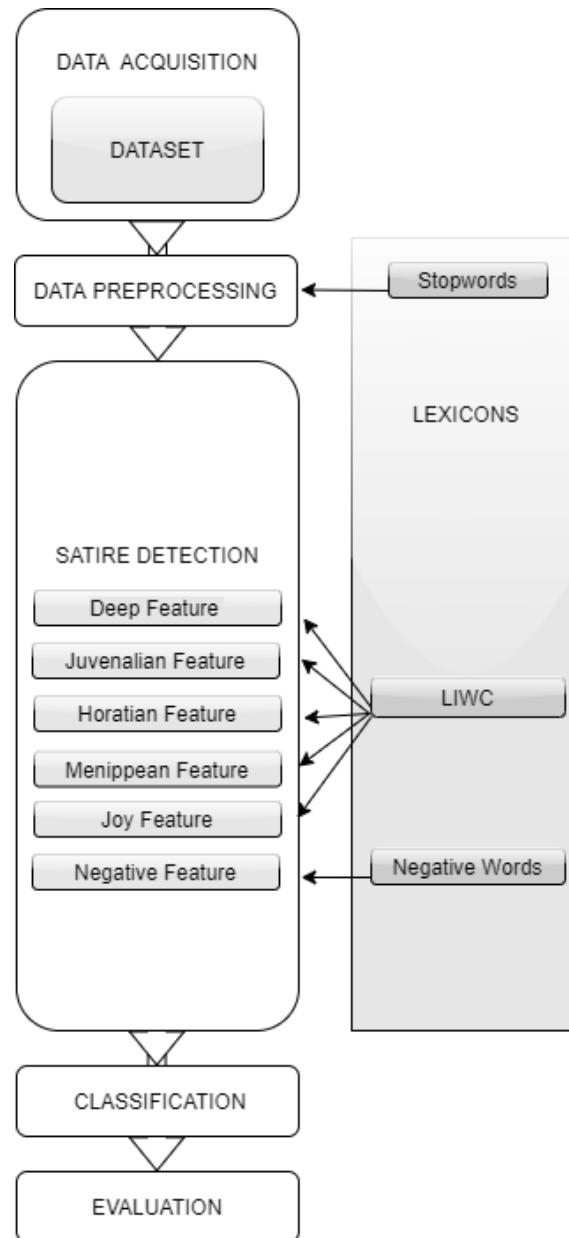 DATA ACQUISITION
DATASET
DATA PREPROCESSING
Stopwords
LEXICONS
SATIRE DETECTION
Deep Feature
Juvenalian Feature
Horatian Feature
Menippean Feature
Joy Feature
Negative Feature
LIWC
Negative Words
CLASSIFICATION
EVALUATION